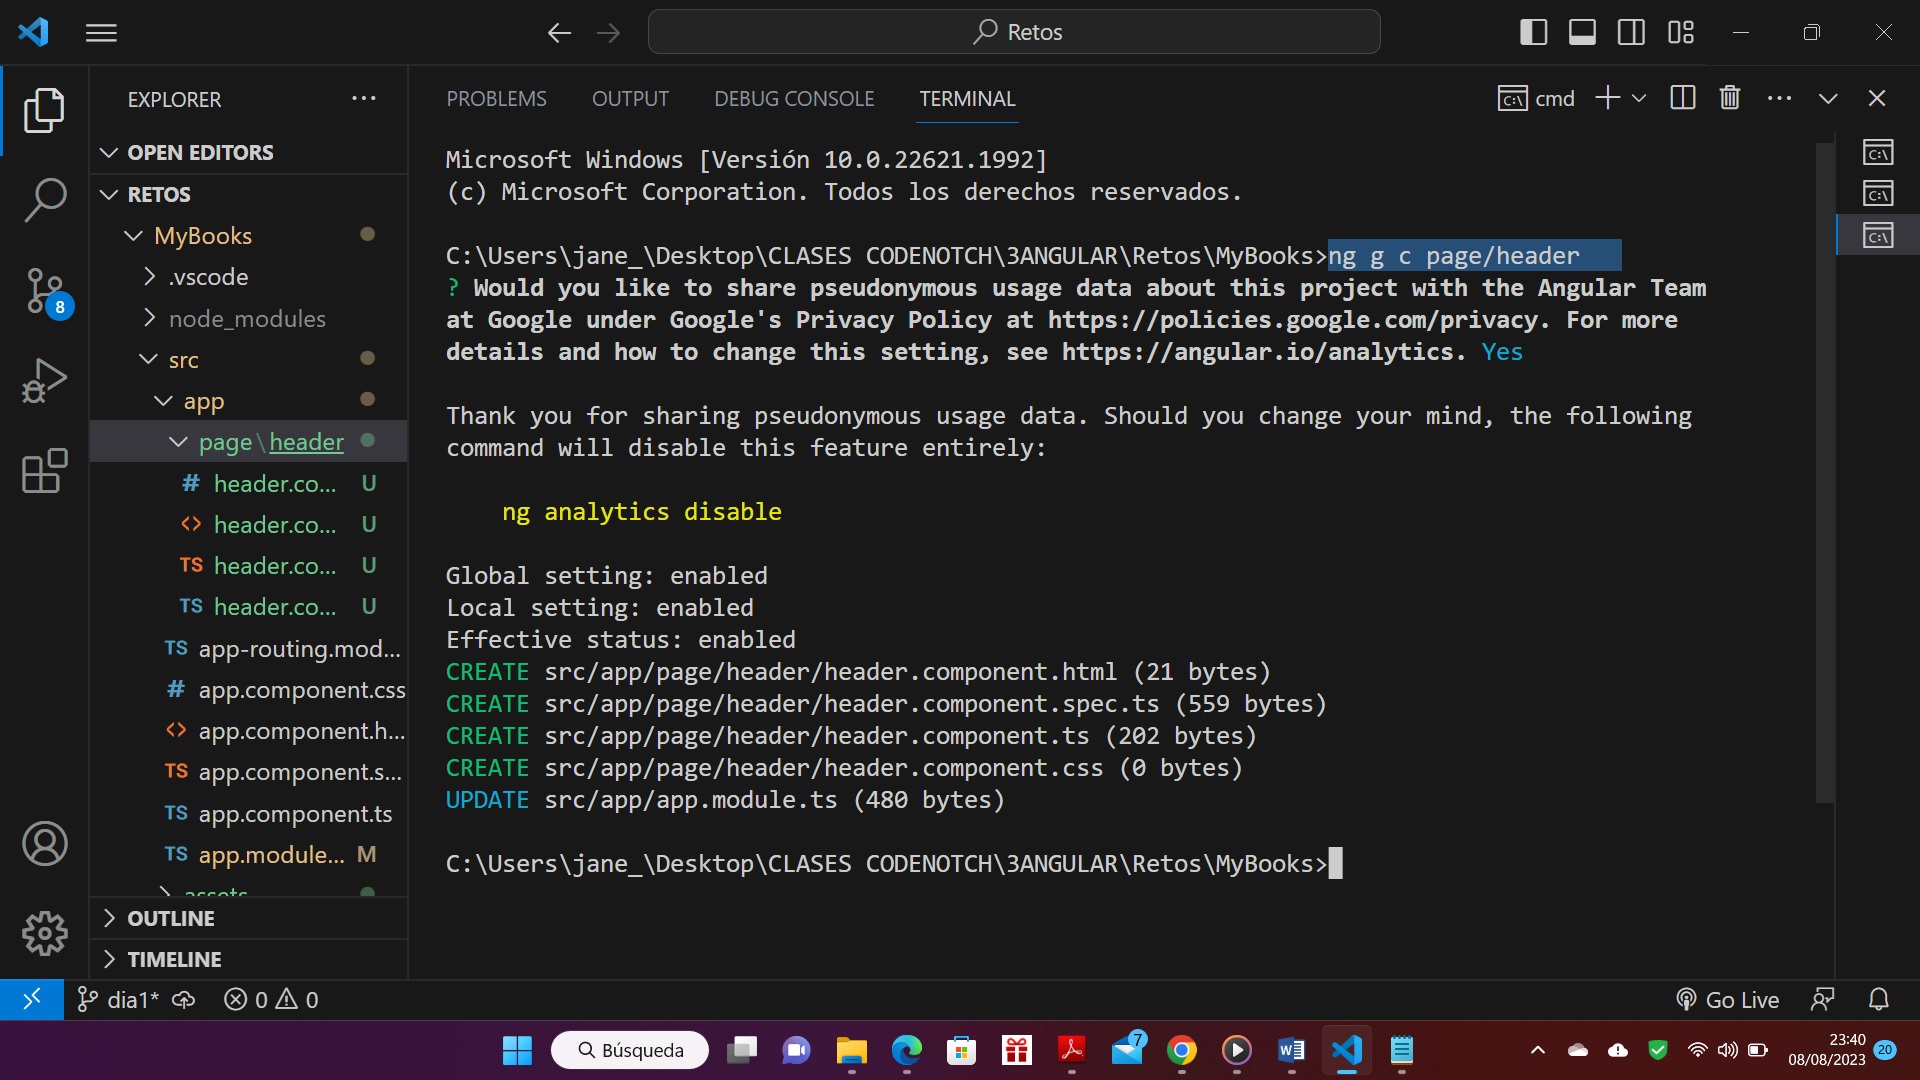 Retos
EXPLORER
OPEN EDITORS
RETOS
MyBooks
.vscode
node_modules
src
app
page\header
header.co... U
header.co... U
TS header.co... U
TS header.co... U
TS app-routing.mod...
# app.component.css
<> app.component.h...
TS app.component.s...
TS app.component.ts
TS app.module... M
assets
OUTLINE
TIMELINE
8
PROBLEMS OUTPUT DEBUG CONSOLE TERMINAL
cmd
Microsoft Windows [Versión 10.0.22621.1992]
(c) Microsoft Corporation. Todos los derechos reservados.
C:\Users\jane_\Desktop\CLASES CODENOTCH\3ANGULAR\Retos\MyBooks>ng g c page/header
? Would you like to share pseudonymous usage data about this project with the Angular Team
at Google under Google's Privacy Policy at https://policies.google.com/privacy. For more
details and how to change this setting, see https://angular.io/analytics. Yes
Thank you for sharing pseudonymous usage data. Should you change your mind, the following
command will disable this feature entirely:
ng analytics disable
Global setting: enabled
Local setting: enabled
Effective status: enabled
CREATE src/app/page/header/header.component.html (21 bytes)
CREATE src/app/page/header/header.component.spec.ts (559 bytes)
CREATE src/app/page/header/header.component.ts (202 bytes)
CREATE src/app/page/header/header.component.css (0 bytes)
UPDATE src/app/app.module.ts (480 bytes)
C:\Users\jane_\Desktop\CLASES CODENOTCH\3ANGULAR\Retos\MyBooks>
dia1* 0 0
Go Live
Búsqueda
7
23:40
08/08/2023
20